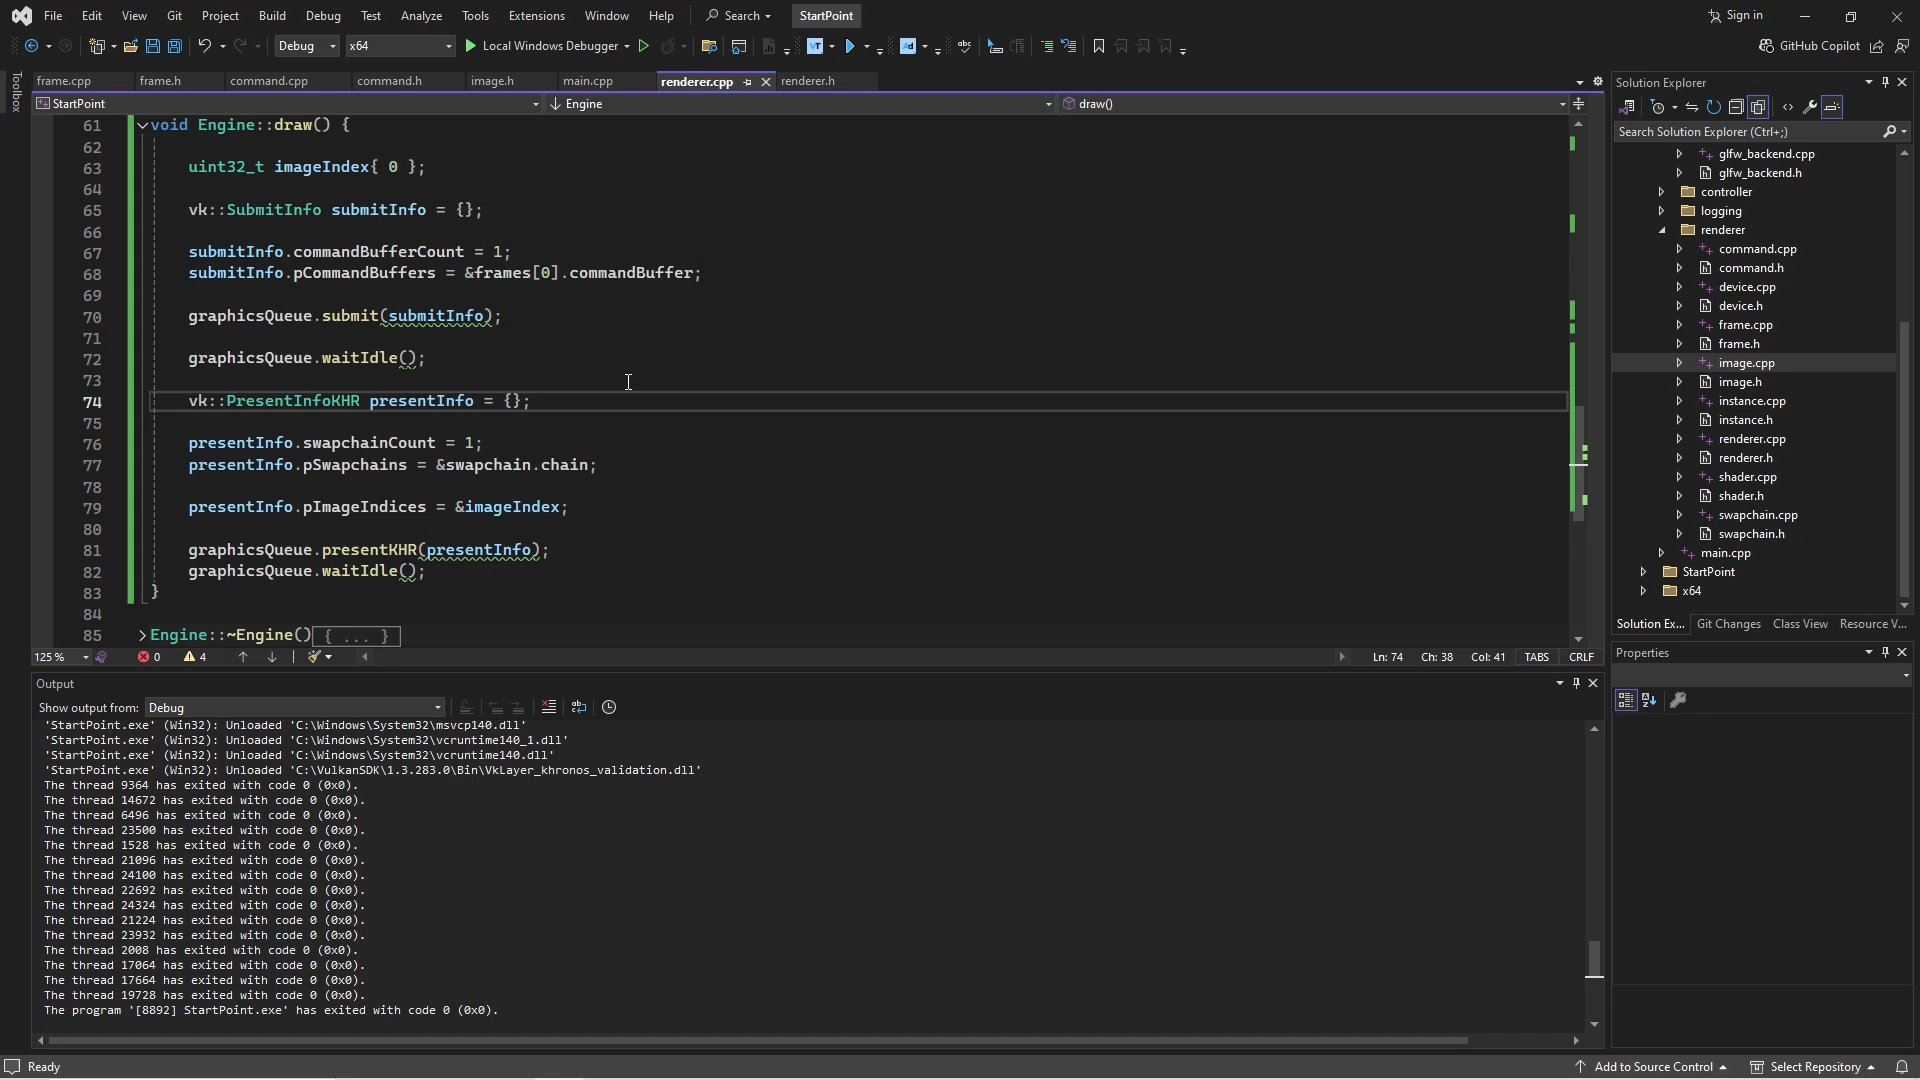 File Edit View Git Project Build Debug Test Analyze Tools Extensions Window Help Search StartPoint Sign in
Debug x64 Local Windows Debugger GitHub Copilot
Toolbox
frame.cpp frame.h command.cpp command.h image.h main.cpp renderer.cpp renderer.h
StartPoint Engine draw()
61 void Engine::draw() {
62
63 uint32_t imageIndex{ 0 };
64
65 vk::SubmitInfo submitInfo = {};
66
67 submitInfo.commandBufferCount = 1;
68 submitInfo.pCommandBuffers = &frames[0].commandBuffer;
69
70 graphicsQueue.submit(submitInfo);
71
72 graphicsQueue.waitIdle();
73
74 vk::PresentInfoKHR presentInfo = {};
75
76 presentInfo.swapchainCount = 1;
77 presentInfo.pSwapchains = &swapchain.chain;
78
79 presentInfo.pImageIndices = &imageIndex;
80
81 graphicsQueue.presentKHR(presentInfo);
82 graphicsQueue.waitIdle();
83 }
84
85 Engine::~Engine() { ... }
125 % 0 4 Ln: 74 Ch: 38 Col: 41 TABS CRLF
Output
Show output from: Debug
'StartPoint.exe' (Win32): Unloaded 'C:\Windows\System32\msvcp140.dll'
'StartPoint.exe' (Win32): Unloaded 'C:\Windows\System32\vcruntime140_1.dll'
'StartPoint.exe' (Win32): Unloaded 'C:\Windows\System32\vcruntime140.dll'
'StartPoint.exe' (Win32): Unloaded 'C:\VulkanSDK\1.3.283.0\Bin\VkLayer_khronos_validation.dll'
The thread 9364 has exited with code 0 (0x0).
The thread 14672 has exited with code 0 (0x0).
The thread 6496 has exited with code 0 (0x0).
The thread 23500 has exited with code 0 (0x0).
The thread 1528 has exited with code 0 (0x0).
The thread 21096 has exited with code 0 (0x0).
The thread 24100 has exited with code 0 (0x0).
The thread 22692 has exited with code 0 (0x0).
The thread 24324 has exited with code 0 (0x0).
The thread 21224 has exited with code 0 (0x0).
The thread 23932 has exited with code 0 (0x0).
The thread 2008 has exited with code 0 (0x0).
The thread 17064 has exited with code 0 (0x0).
The thread 17664 has exited with code 0 (0x0).
The thread 19728 has exited with code 0 (0x0).
The program '[8892] StartPoint.exe' has exited with code 0 (0x0).
Solution Explorer
Search Solution Explorer (Ctrl+;)
glfw_backend.cpp
glfw_backend.h
controller
logging
renderer
command.cpp
command.h
device.cpp
device.h
frame.cpp
frame.h
image.cpp
image.h
instance.cpp
instance.h
renderer.cpp
renderer.h
shader.cpp
shader.h
swapchain.cpp
swapchain.h
main.cpp
StartPoint
x64
Solution Ex... Git Changes Class View Resource V...
Properties
Ready Add to Source Control Select Repository